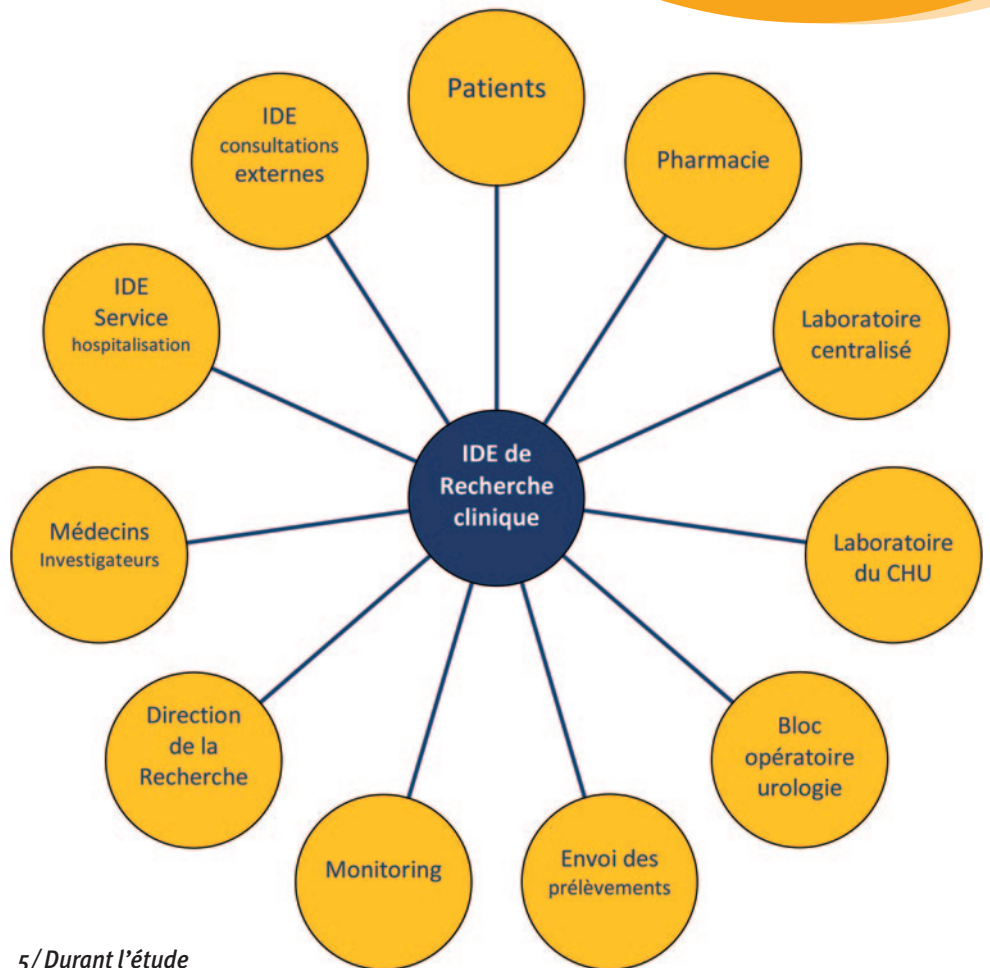 Patients
Pharmacie
Laboratoire
centralisé
Laboratoire
du CHU
Bloc
opératoire
urologie
Envoi des
prélèvements
Monitoring
Direction
de la
Recherche
Médecins
Investigateurs
IDE
Service
hospitalisation
IDE
consultations
externes
IDE de
Recherche
clinique
5/ Durant l'étude